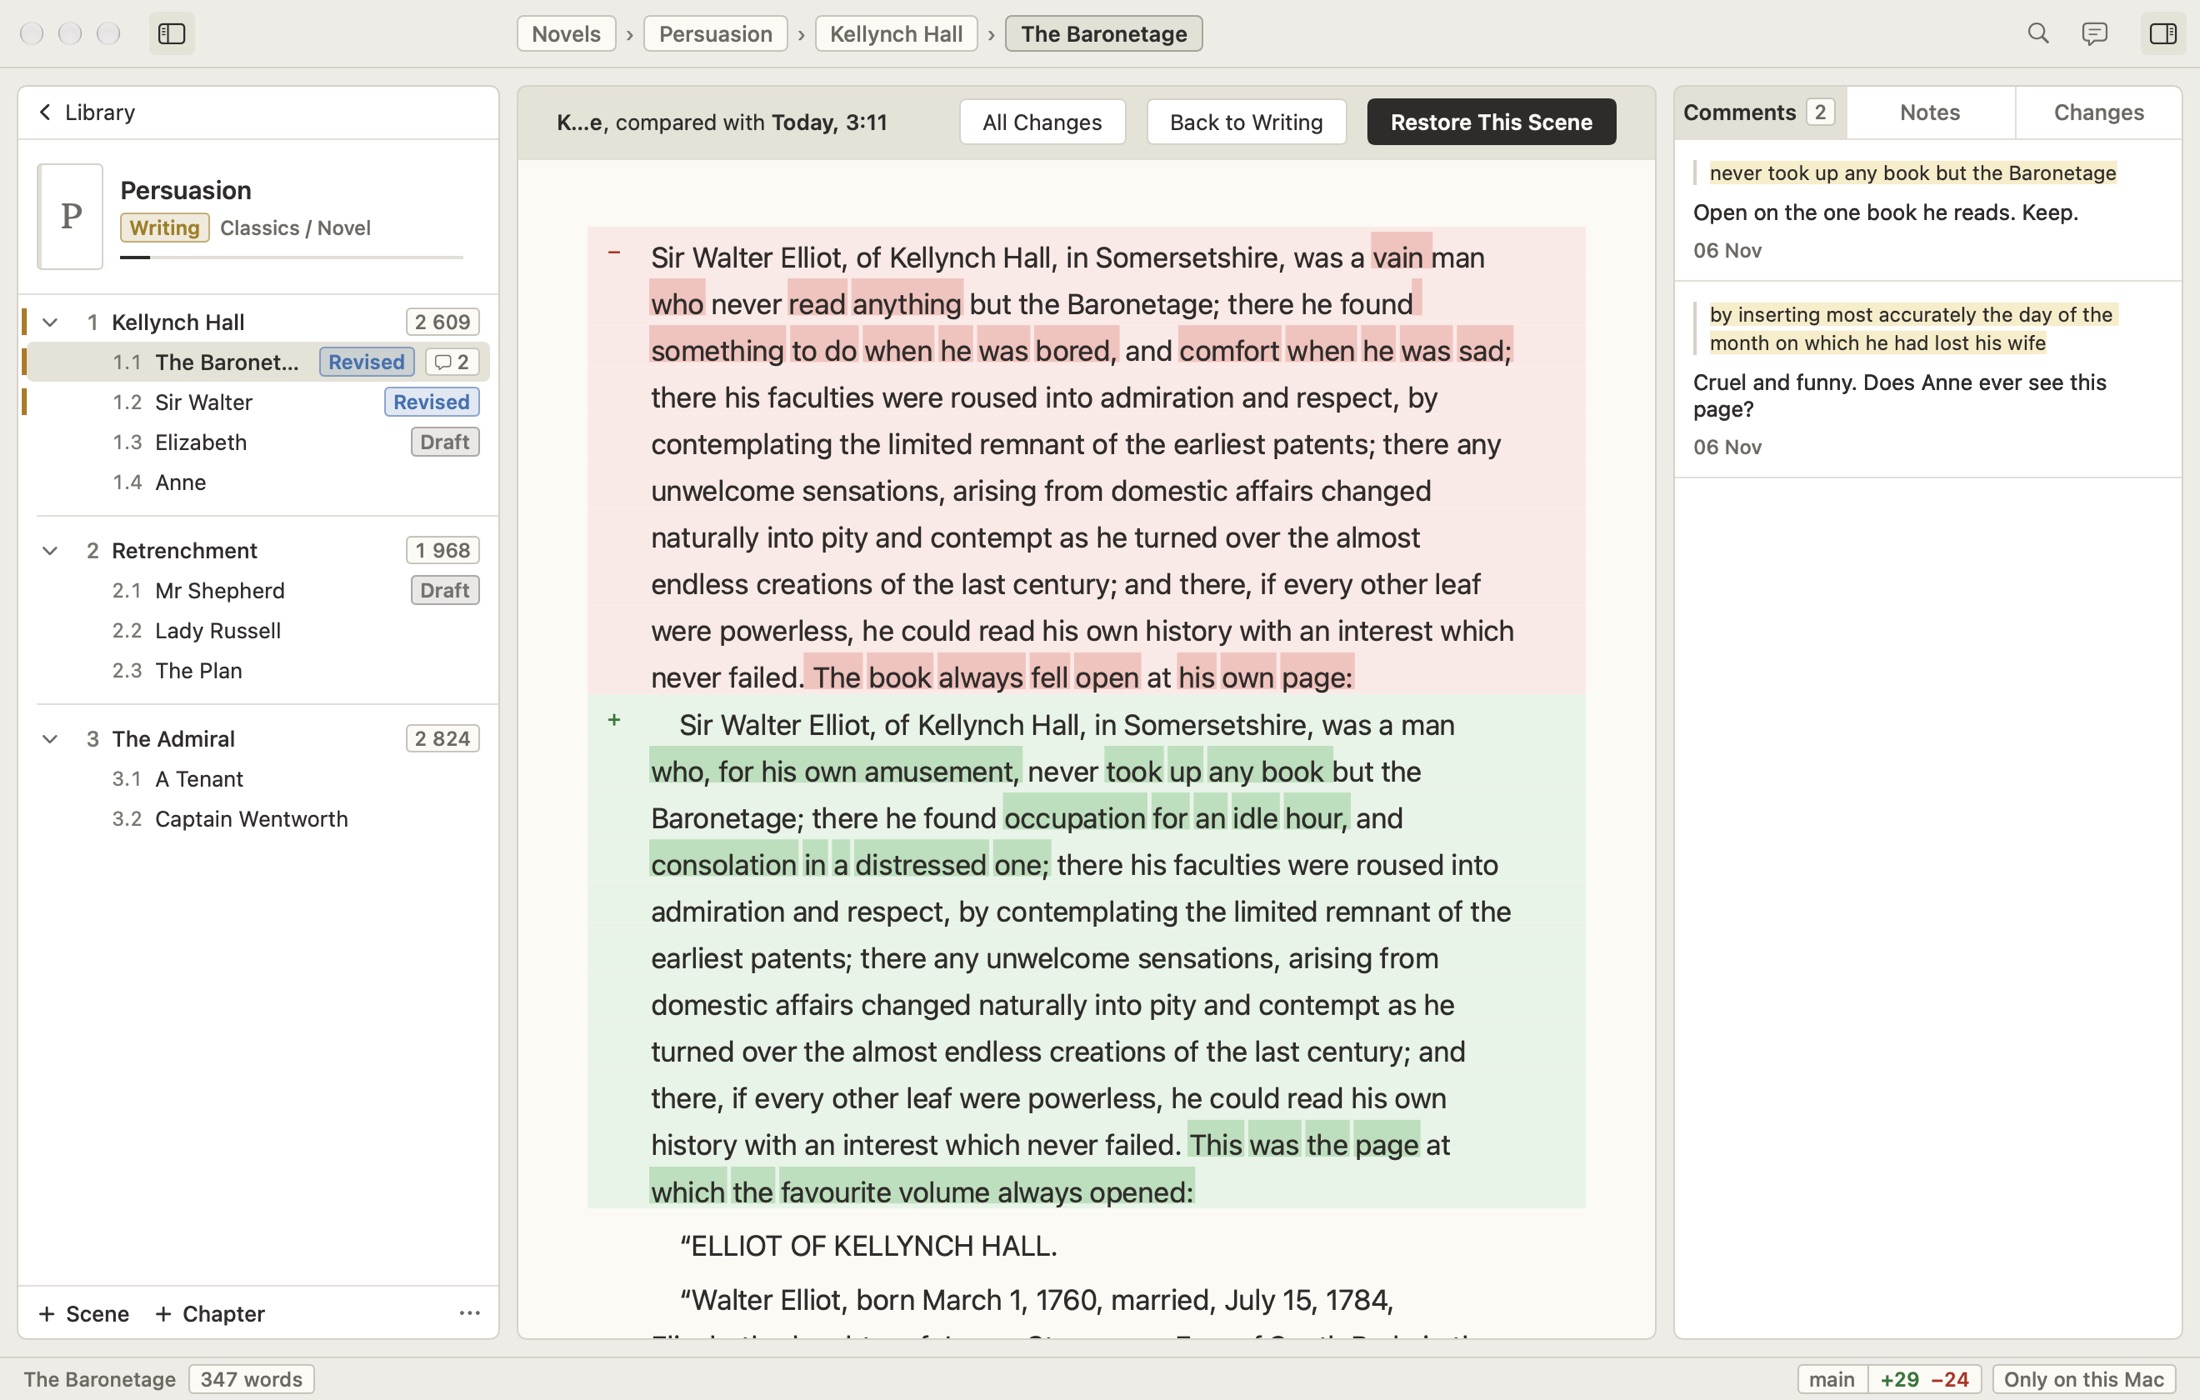 Novels › Persuasion › Kellynch Hall › The Baronetage
Library
P
Persuasion
Writing Classics / Novel
1 Kellynch Hall 2 609
1.1 The Baronet... Revised 2
1.2 Sir Walter Revised
1.3 Elizabeth Draft
1.4 Anne
2 Retrenchment 1 968
2.1 Mr Shepherd Draft
2.2 Lady Russell
2.3 The Plan
3 The Admiral 2 824
3.1 A Tenant
3.2 Captain Wentworth
+ Scene + Chapter ...
K...e, compared with Today, 3:11 All Changes Back to Writing Restore This Scene
− Sir Walter Elliot, of Kellynch Hall, in Somersetshire, was a vain man
who never read anything but the Baronetage; there he found
something to do when he was bored, and comfort when he was sad;
there his faculties were roused into admiration and respect, by
contemplating the limited remnant of the earliest patents; there any
unwelcome sensations, arising from domestic affairs changed
naturally into pity and contempt as he turned over the almost
endless creations of the last century; and there, if every other leaf
were powerless, he could read his own history with an interest which
never failed. The book always fell open at his own page:
+ Sir Walter Elliot, of Kellynch Hall, in Somersetshire, was a man
who, for his own amusement, never took up any book but the
Baronetage; there he found occupation for an idle hour, and
consolation in a distressed one; there his faculties were roused into
admiration and respect, by contemplating the limited remnant of the
earliest patents; there any unwelcome sensations, arising from
domestic affairs changed naturally into pity and contempt as he
turned over the almost endless creations of the last century; and
there, if every other leaf were powerless, he could read his own
history with an interest which never failed. This was the page at
which the favourite volume always opened:
“ELLIOT OF KELLYNCH HALL.
“Walter Elliot, born March 1, 1760, married, July 15, 1784,
Comments 2 Notes Changes
never took up any book but the Baronetage
Open on the one book he reads. Keep.
06 Nov
by inserting most accurately the day of the
month on which he had lost his wife
Cruel and funny. Does Anne ever see this
page?
06 Nov
The Baronetage 347 words
main +29 −24 Only on this Mac